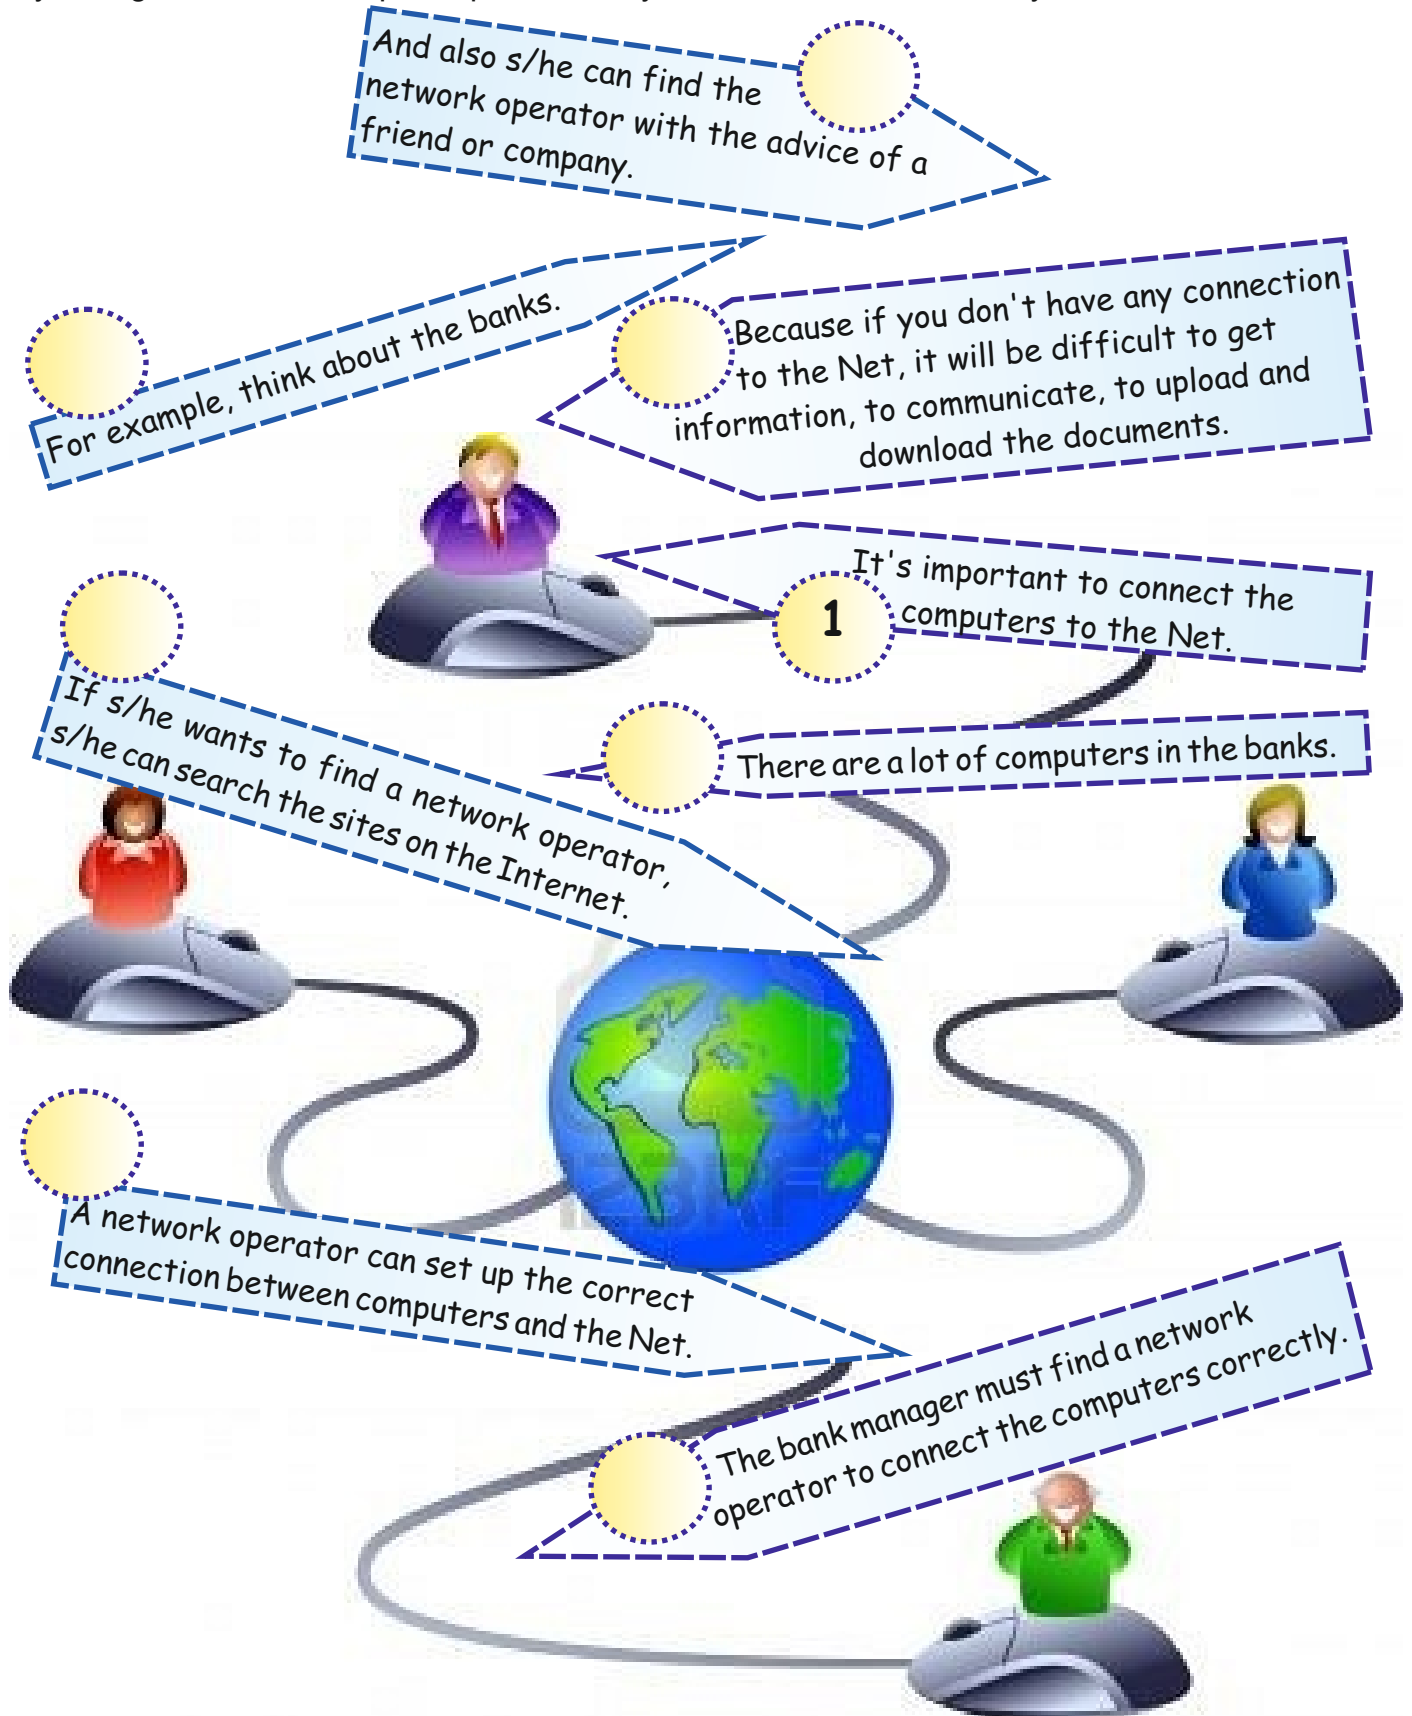 And also s/he can find the
network operator with the advice of a
friend or company.
For example, think about the banks.
Because if you don't have any connection
to the Net, it will be difficult to get
information, to communicate, to upload and
download the documents.
It's important to connect the
1
computers to the Net.
If s/he wants to find a network operator,
s/he can search the sites on the Internet.
There are a lot of computers in the banks.
A network operator can set up the correct
connection between computers and the Net.
The bank manager must find a network
operator to connect the computers correctly.